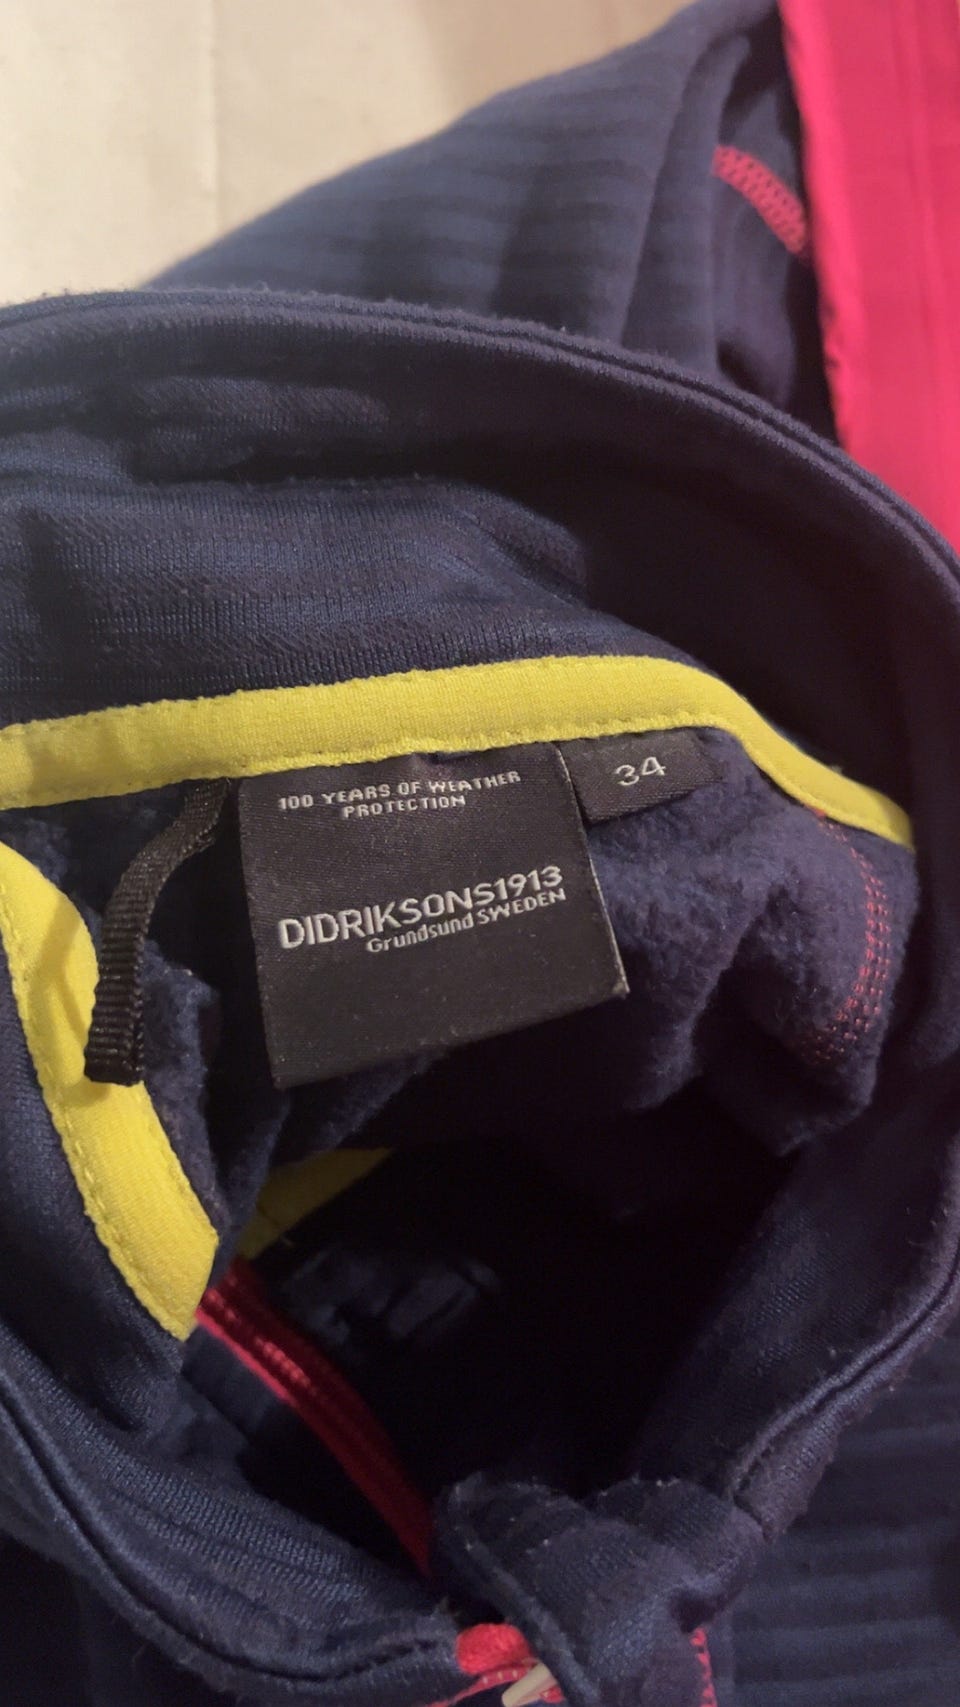 100 YEARS OF WEATHER
PROTECTION
34
DIDRIKSONS1913
Grundsund SWEDEN